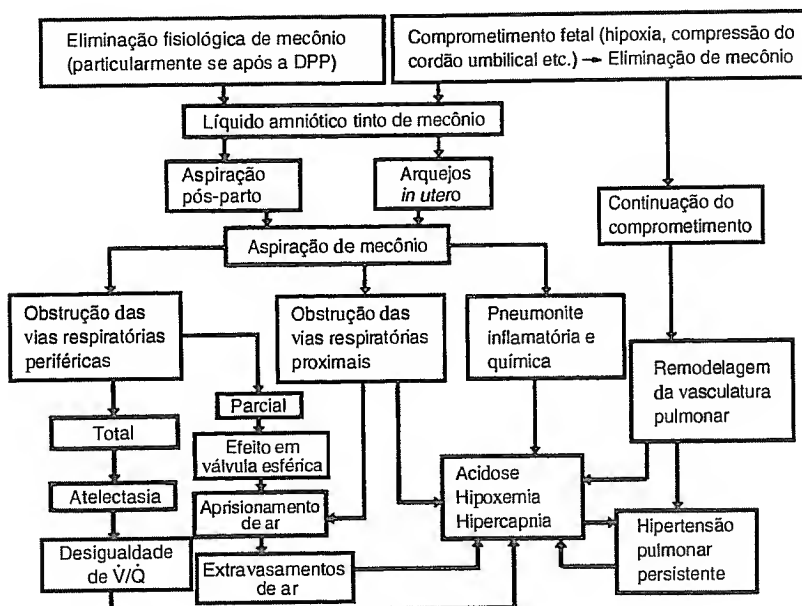 Eliminação fisiológica de mecônio
(particularmente se após a DPP)
Comprometimento fetal (hipoxia, compressão do
cordão umbilical etc.) → Eliminação de mecônio
Líquido amniótico tinto de mecônio
Aspiração
pós-parto
Arquejos
in utero
Continuação do
comprometimento
Aspiração de mecônio
Obstrução das
vias respiratórias
periféricas
Obstrução das
vias respiratórias
proximais
Pneumonite
inflamatória e
química
Remodelagem
da vasculatura
pulmonar
Parcial
Total
Efeito em
válvula esférica
Atelectasia
Aprisionamento
de ar
Acidose
Hipoxemia
Hipercapnia
Hipertensão
pulmonar
persistente
Desigualdade
de V̇/Q̇
Extravasamentos
de ar